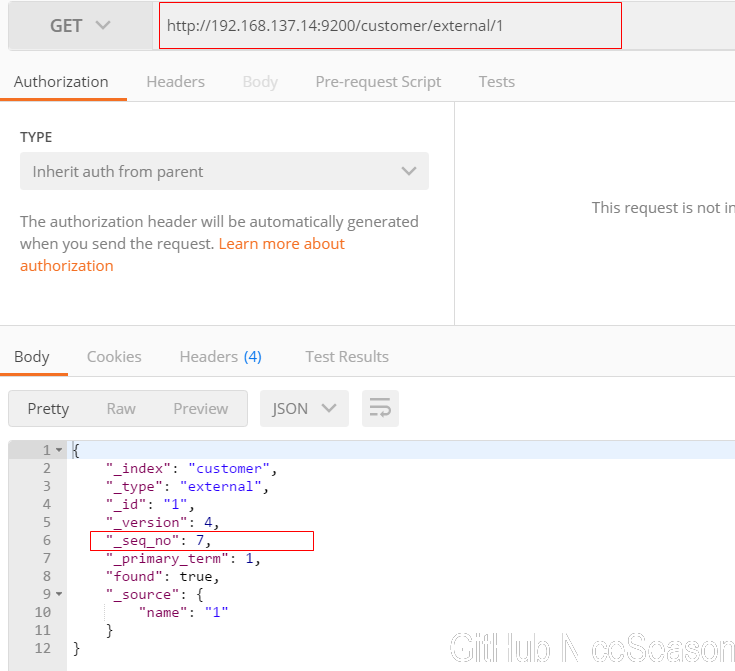 GET
http://192.168.137.14:9200/customer/external/1
Authorization Headers Body Pre-request Script Tests
TYPE
Inherit auth from parent
The authorization header will be automatically generated
when you send the request. Learn more about
authorization
This request is not in
Body Cookies Headers (4) Test Results
Pretty Raw Preview JSON
1 {
2 "_index": "customer",
3 "_type": "external",
4 "_id": "1",
5 "_version": 4,
6 "_seq_no": 7,
7 "_primary_term": 1,
8 "found": true,
9 "_source": {
10 "name": "1"
11 }
12 }
GitHub NiceSeason